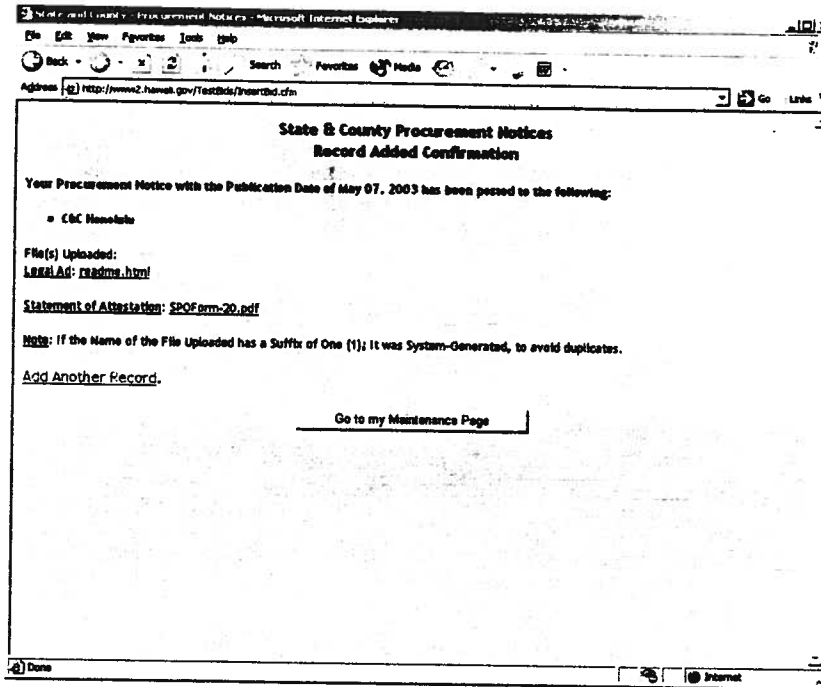 State and County - Procurement Notices - Microsoft Internet Explorer
File Edit View Favorites Tools Help
Back Search Favorites Media
Address http://www2.hawaii.gov/TestBids/InsertBid.cfm Go Links
State & County Procurement Notices
Record Added Confirmation
Your Procurement Notice with the Publication Date of May 07, 2003 has been posted to the following:
C&C Honolulu
File(s) Uploaded:
Legal Ad: readme.html
Statement of Attestation: SPOForm-20.pdf
Note: If the Name of the File Uploaded has a Suffix of One (1); It was System-Generated, to avoid duplicates.
Add Another Record.
Go to my Maintenance Page
Done Internet